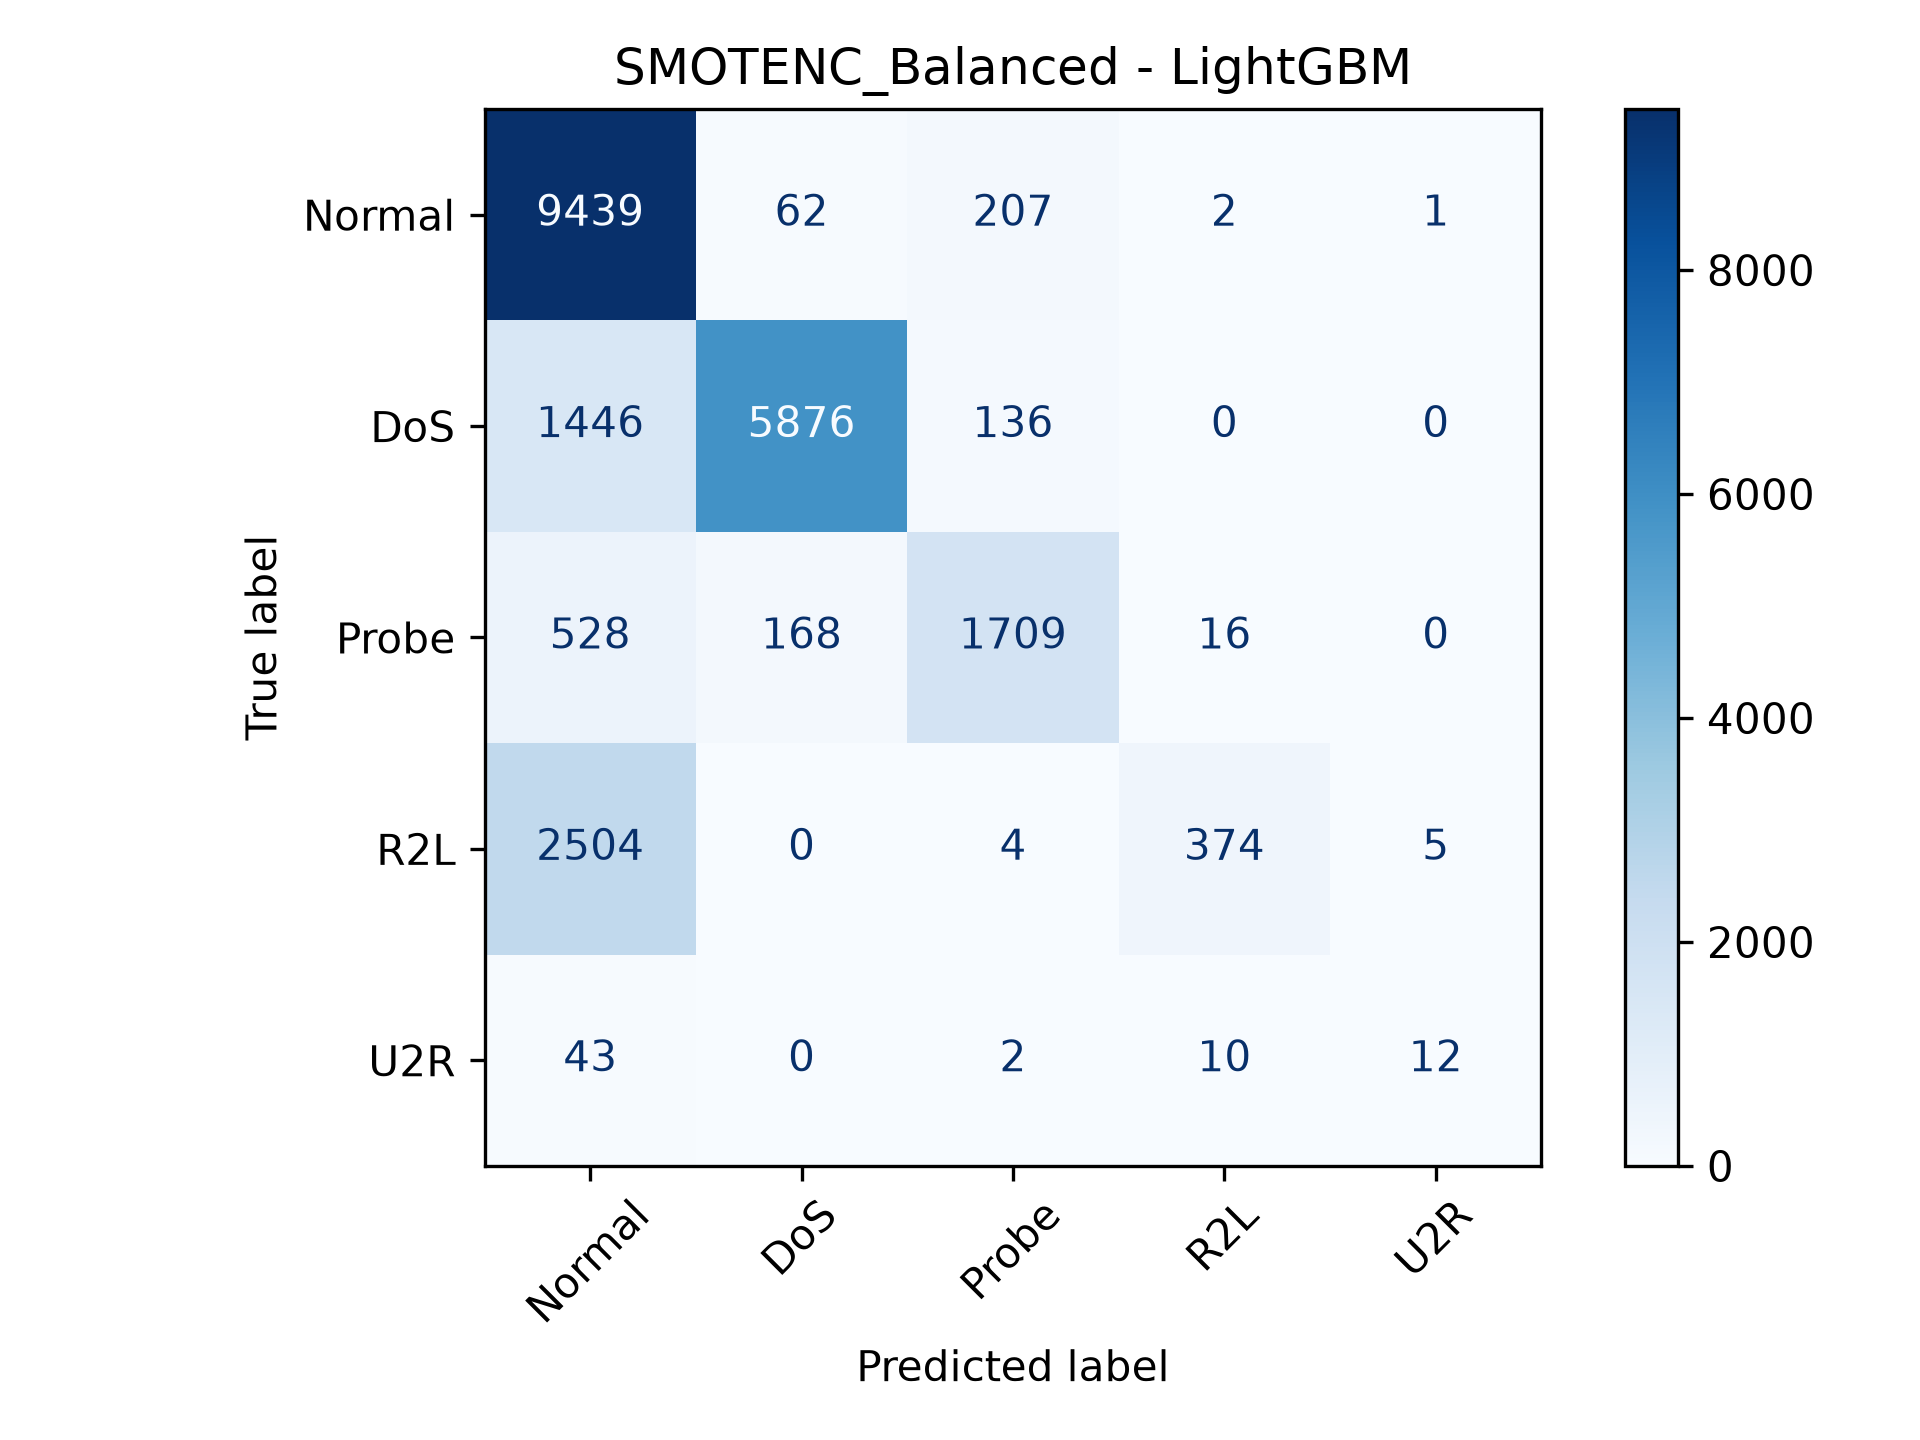 SMOTENC_Balanced - LightGBM
Normal 9439 62 207 2 1
DoS 1446 5876 136 0 0
Probe 528 168 1709 16 0
R2L 2504 0 4 374 5
U2R 43 0 2 10 12
Normal DoS Probe R2L U2R
True label
Predicted label
8000
6000
4000
2000
0